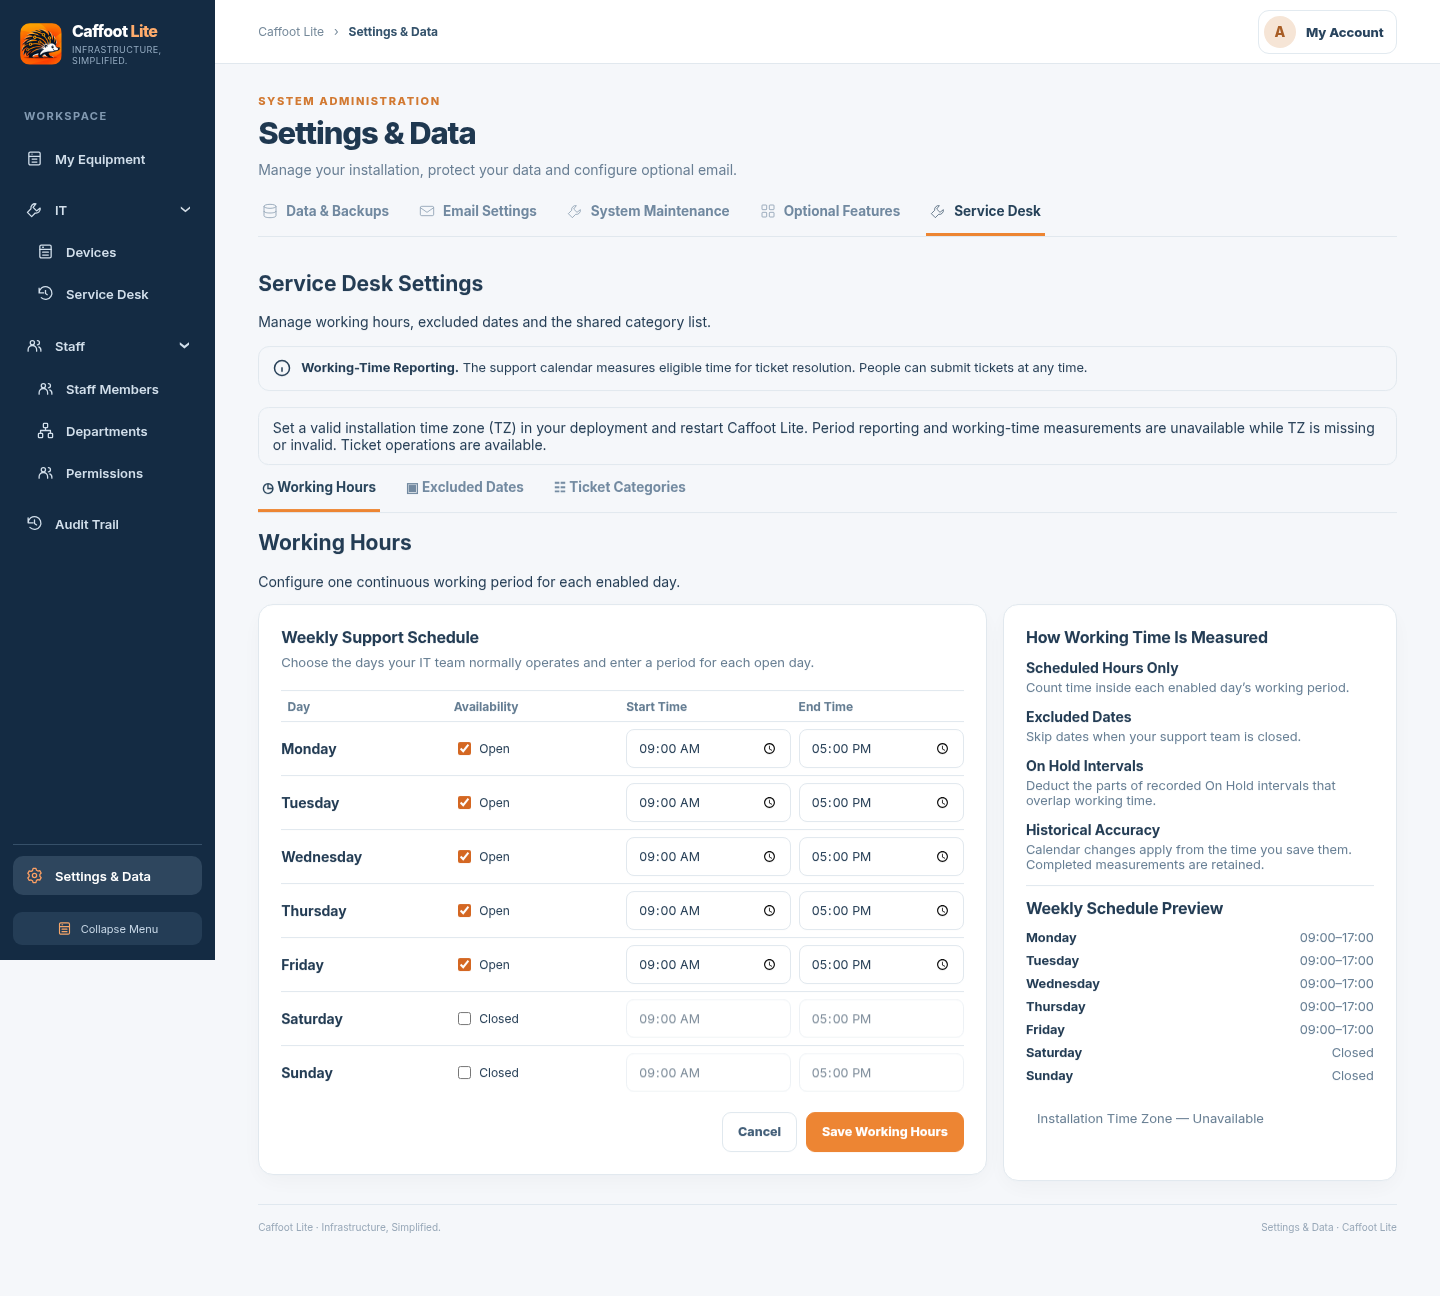 Caffoot Lite
INFRASTRUCTURE,
SIMPLIFIED.
WORKSPACE
My Equipment
IT
Devices
Service Desk
Staff
Staff Members
Departments
Permissions
Audit Trail
Settings & Data
Collapse Menu
Caffoot Lite › Settings & Data
A My Account
SYSTEM ADMINISTRATION
Settings & Data
Manage your installation, protect your data and configure optional email.
Data & Backups Email Settings System Maintenance Optional Features Service Desk
Service Desk Settings
Manage working hours, excluded dates and the shared category list.
Working-Time Reporting. The support calendar measures eligible time for ticket resolution. People can submit tickets at any time.
Set a valid installation time zone (TZ) in your deployment and restart Caffoot Lite. Period reporting and working-time measurements are unavailable while TZ is missing
or invalid. Ticket operations are available.
Working Hours Excluded Dates Ticket Categories
Working Hours
Configure one continuous working period for each enabled day.
Weekly Support Schedule
Choose the days your IT team normally operates and enter a period for each open day.
Day Availability Start Time End Time
Monday Open 09:00 AM 05:00 PM
Tuesday Open 09:00 AM 05:00 PM
Wednesday Open 09:00 AM 05:00 PM
Thursday Open 09:00 AM 05:00 PM
Friday Open 09:00 AM 05:00 PM
Saturday Closed 09:00 AM 05:00 PM
Sunday Closed 09:00 AM 05:00 PM
Cancel Save Working Hours
How Working Time Is Measured
Scheduled Hours Only
Count time inside each enabled day’s working period.
Excluded Dates
Skip dates when your support team is closed.
On Hold Intervals
Deduct the parts of recorded On Hold intervals that
overlap working time.
Historical Accuracy
Calendar changes apply from the time you save them.
Completed measurements are retained.
Weekly Schedule Preview
Monday 09:00–17:00
Tuesday 09:00–17:00
Wednesday 09:00–17:00
Thursday 09:00–17:00
Friday 09:00–17:00
Saturday Closed
Sunday Closed
Installation Time Zone — Unavailable
Caffoot Lite · Infrastructure, Simplified.
Settings & Data · Caffoot Lite